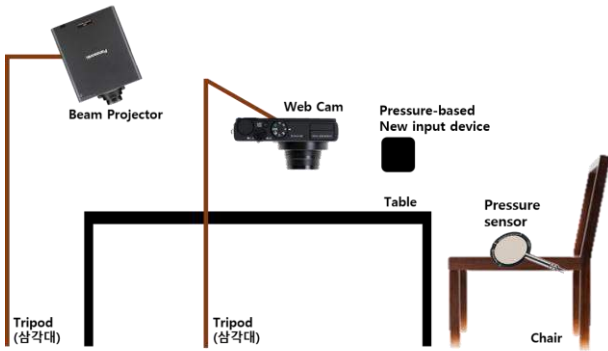 Panasonic
Beam Projector
Web Cam
Pressure-based
New input device
Table
Pressure
sensor
Tripod
(삼각대)
Tripod
(삼각대)
Chair